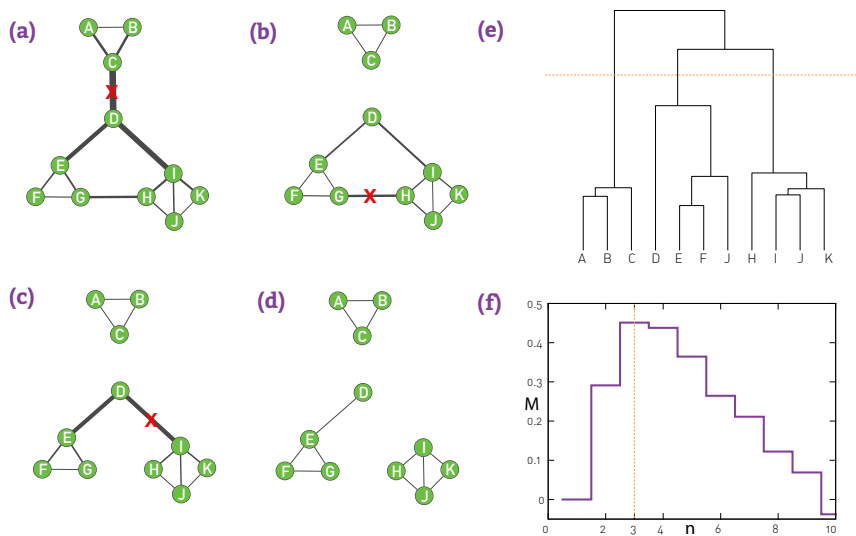 (a)
A B
C
X
D
E I
F G H K
J
(b)
A B
C
D
E I
F G X H K
J
(c)
A B
C
D
X
E I
F G H K
J
(d)
A B
C
D
E I
F G H K
J
(e)
A B C D E F J H I J K
(f)
0.5
0.4
0.3
M
0.2
0.1
0
0 2 3 4 n 6 8 10